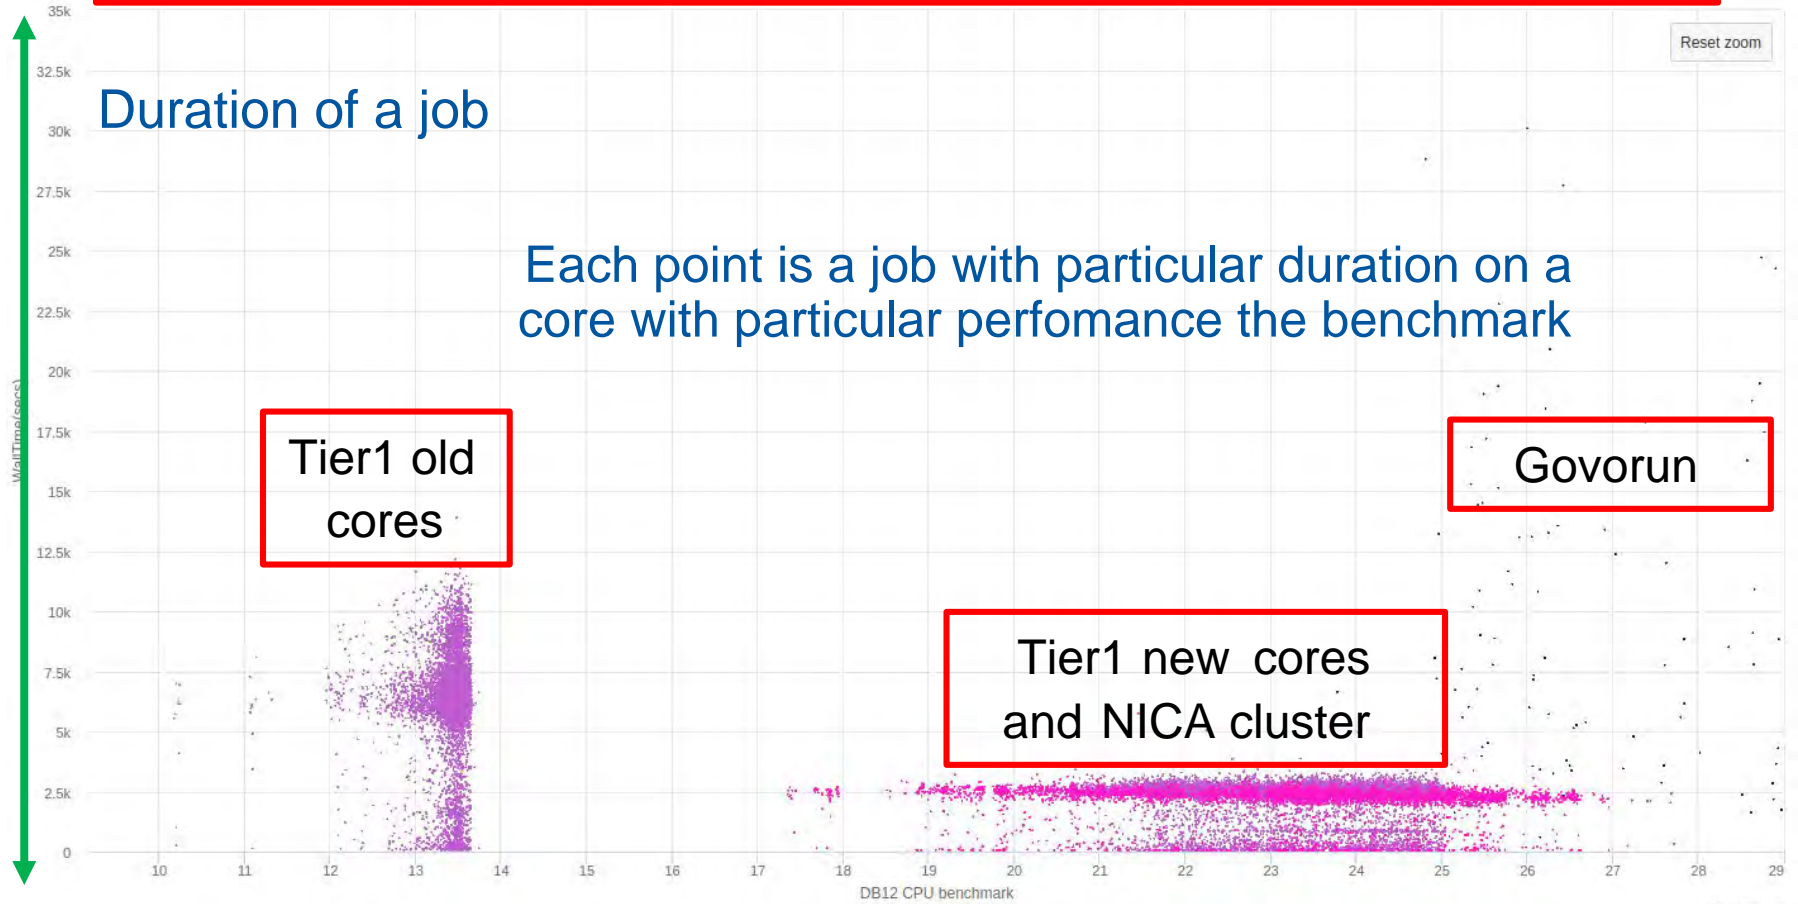 35k
Reset zoom
32.5k
Duration of a job
30k
27.5k
25k
Each point is a job with particular duration on a
22.5k
core with particular perfomance the benchmark
20k
WallTime(secs)
17.5k
Tier1 old
Govorun
15k
cores
12.5k
10k
Tier1 new cores
7.5k
and NICA cluster
5k
2.5k
0
10 11 12 13 14 15 16 17 18 19 20 21 22 23 24 25 26 27 28 29
DB12 CPU benchmark